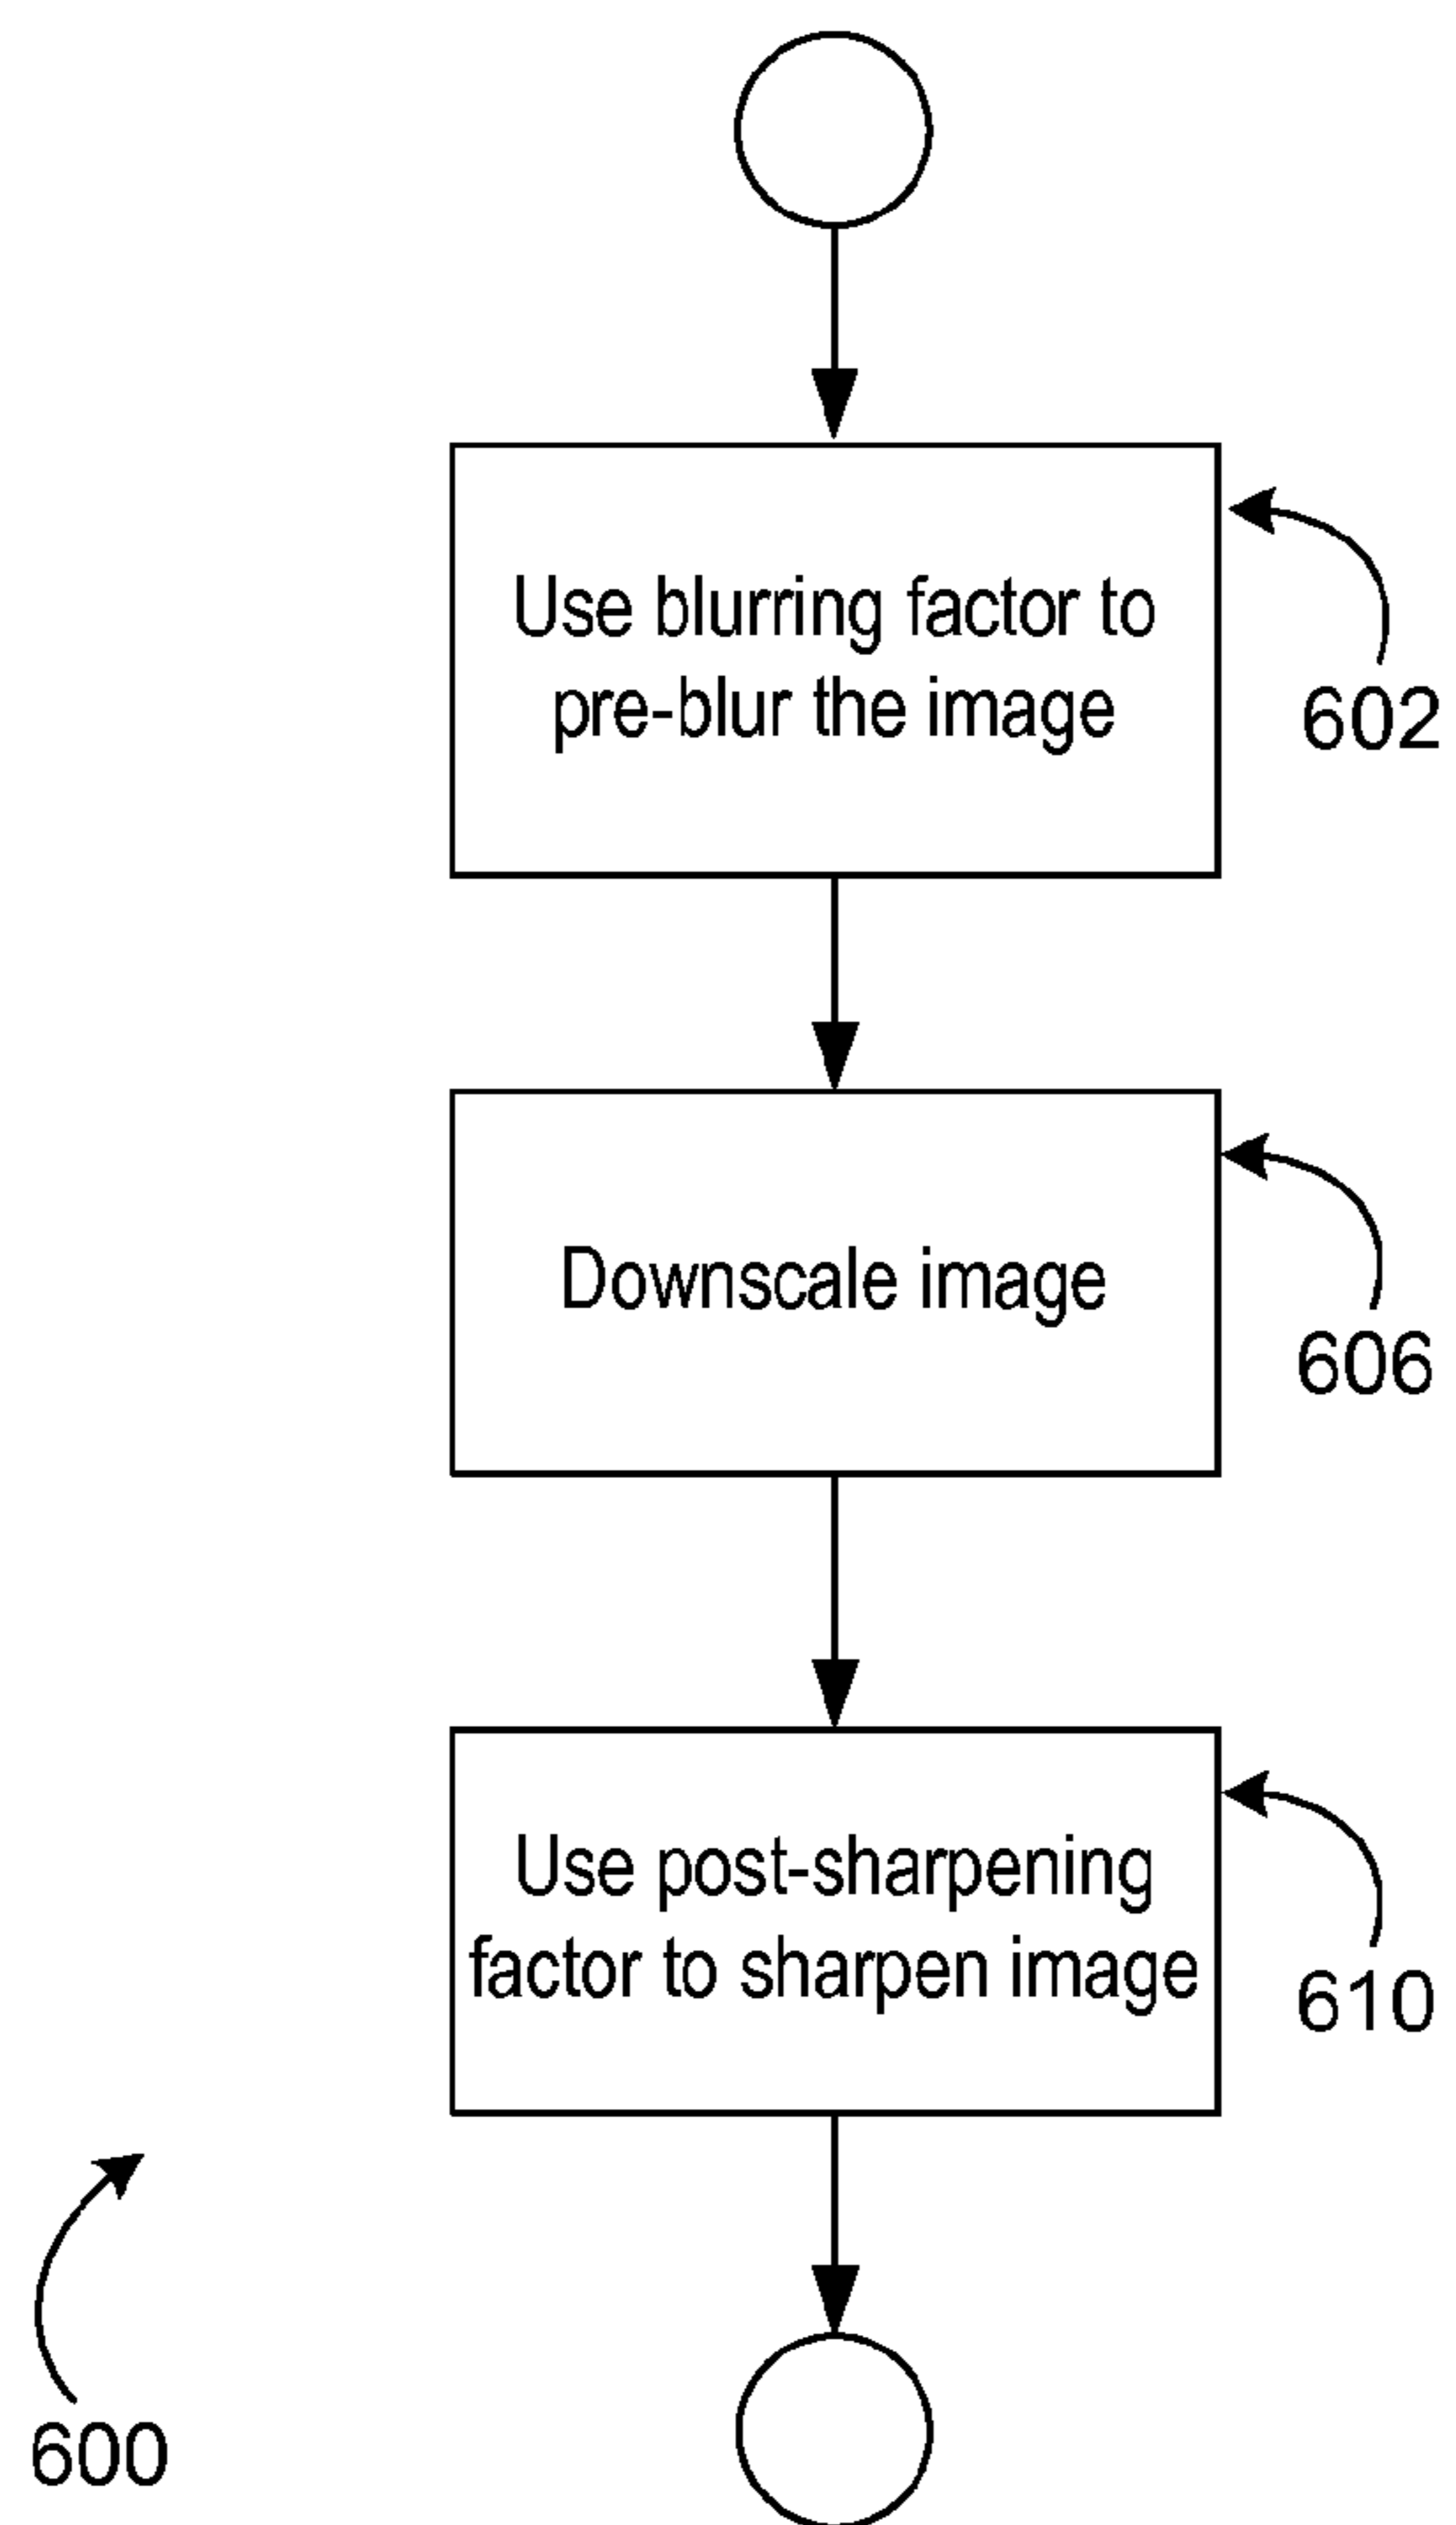 Use blurring factor to
pre-blur the image
602
Downscale image
606
Use post-sharpening
factor to sharpen image
610
600